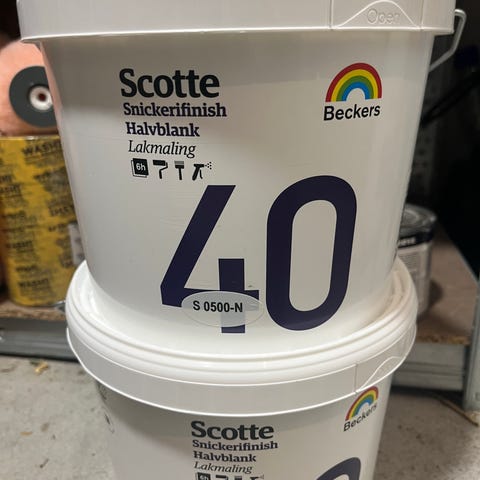 Open
Scotte
Snickerifinish
Halvblank
Lakmaling
6h
Beckers
40
S 0500-N
Scotte
Snickerifinish
Halvblank
Lakmaling
Beckers